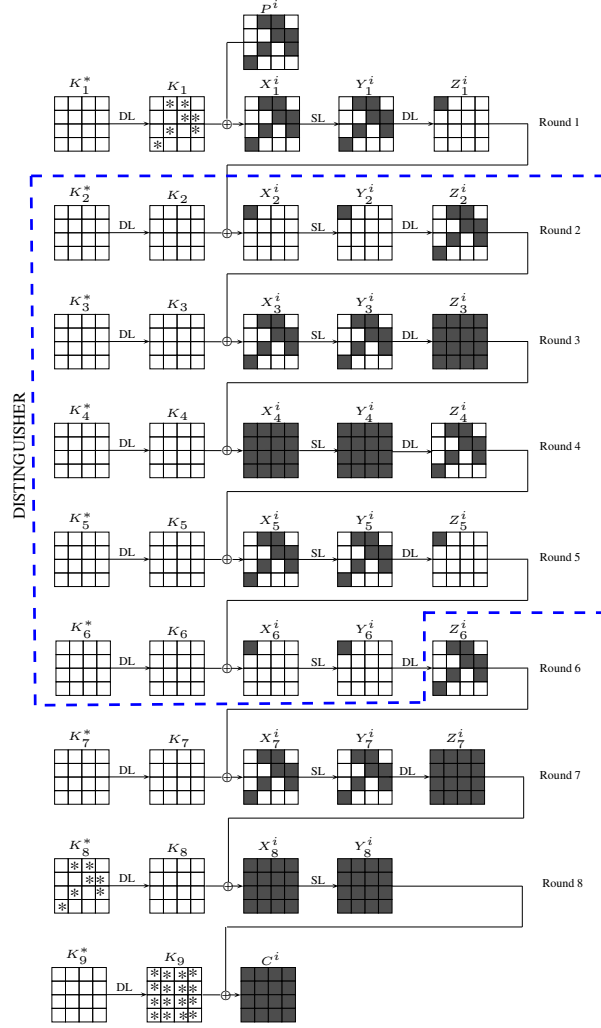 P^i
K_1^* K_1 X_1^i Y_1^i Z_1^i
DL ⊕ SL DL Round 1
* *
* *
* *
*
K_2^* K_2 X_2^i Y_2^i Z_2^i
DL ⊕ SL DL Round 2
K_3^* K_3 X_3^i Y_3^i Z_3^i
DL ⊕ SL DL Round 3
DISTINGUISHER
K_4^* K_4 X_4^i Y_4^i Z_4^i
DL ⊕ SL DL Round 4
K_5^* K_5 X_5^i Y_5^i Z_5^i
DL ⊕ SL DL Round 5
K_6^* K_6 X_6^i Y_6^i Z_6^i
DL ⊕ SL DL Round 6
K_7^* K_7 X_7^i Y_7^i Z_7^i
DL ⊕ SL DL Round 7
K_8^* K_8 X_8^i Y_8^i
DL ⊕ SL Round 8
* *
* *
* *
*
K_9^* K_9 C^i
DL ⊕
* * * *
* * * *
* * * *
* * * *